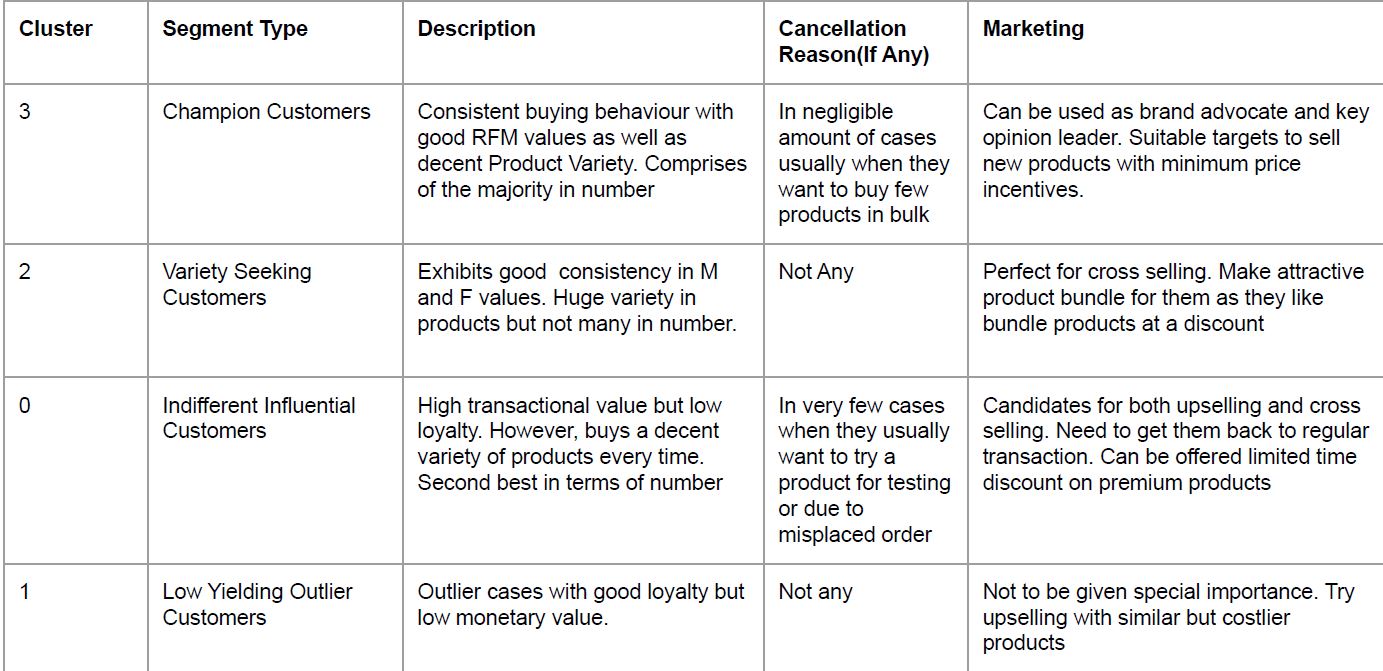 Cluster
Segment Type
Description
Cancellation
Reason(If Any)
Marketing
3
Champion Customers
Consistent buying behaviour with
good RFM values as well as
decent Product Variety. Comprises
of the majority in number
In negligible
amount of cases
usually when they
want to buy few
products in bulk
Can be used as brand advocate and key
opinion leader. Suitable targets to sell
new products with minimum price
incentives.
2
Variety Seeking
Customers
Exhibits good  consistency in M
and F values. Huge variety in
products but not many in number.
Not Any
Perfect for cross selling. Make attractive
product bundle for them as they like
bundle products at a discount
0
Indifferent Influential
Customers
High transactional value but low
loyalty. However, buys a decent
variety of products every time.
Second best in terms of number
In very few cases
when they usually
want to try a
product for testing
or due to
misplaced order
Candidates for both upselling and cross
selling. Need to get them back to regular
transaction. Can be offered limited time
discount on premium products
1
Low Yielding Outlier
Customers
Outlier cases with good loyalty but
low monetary value.
Not any
Not to be given special importance. Try
upselling with similar but costlier
products